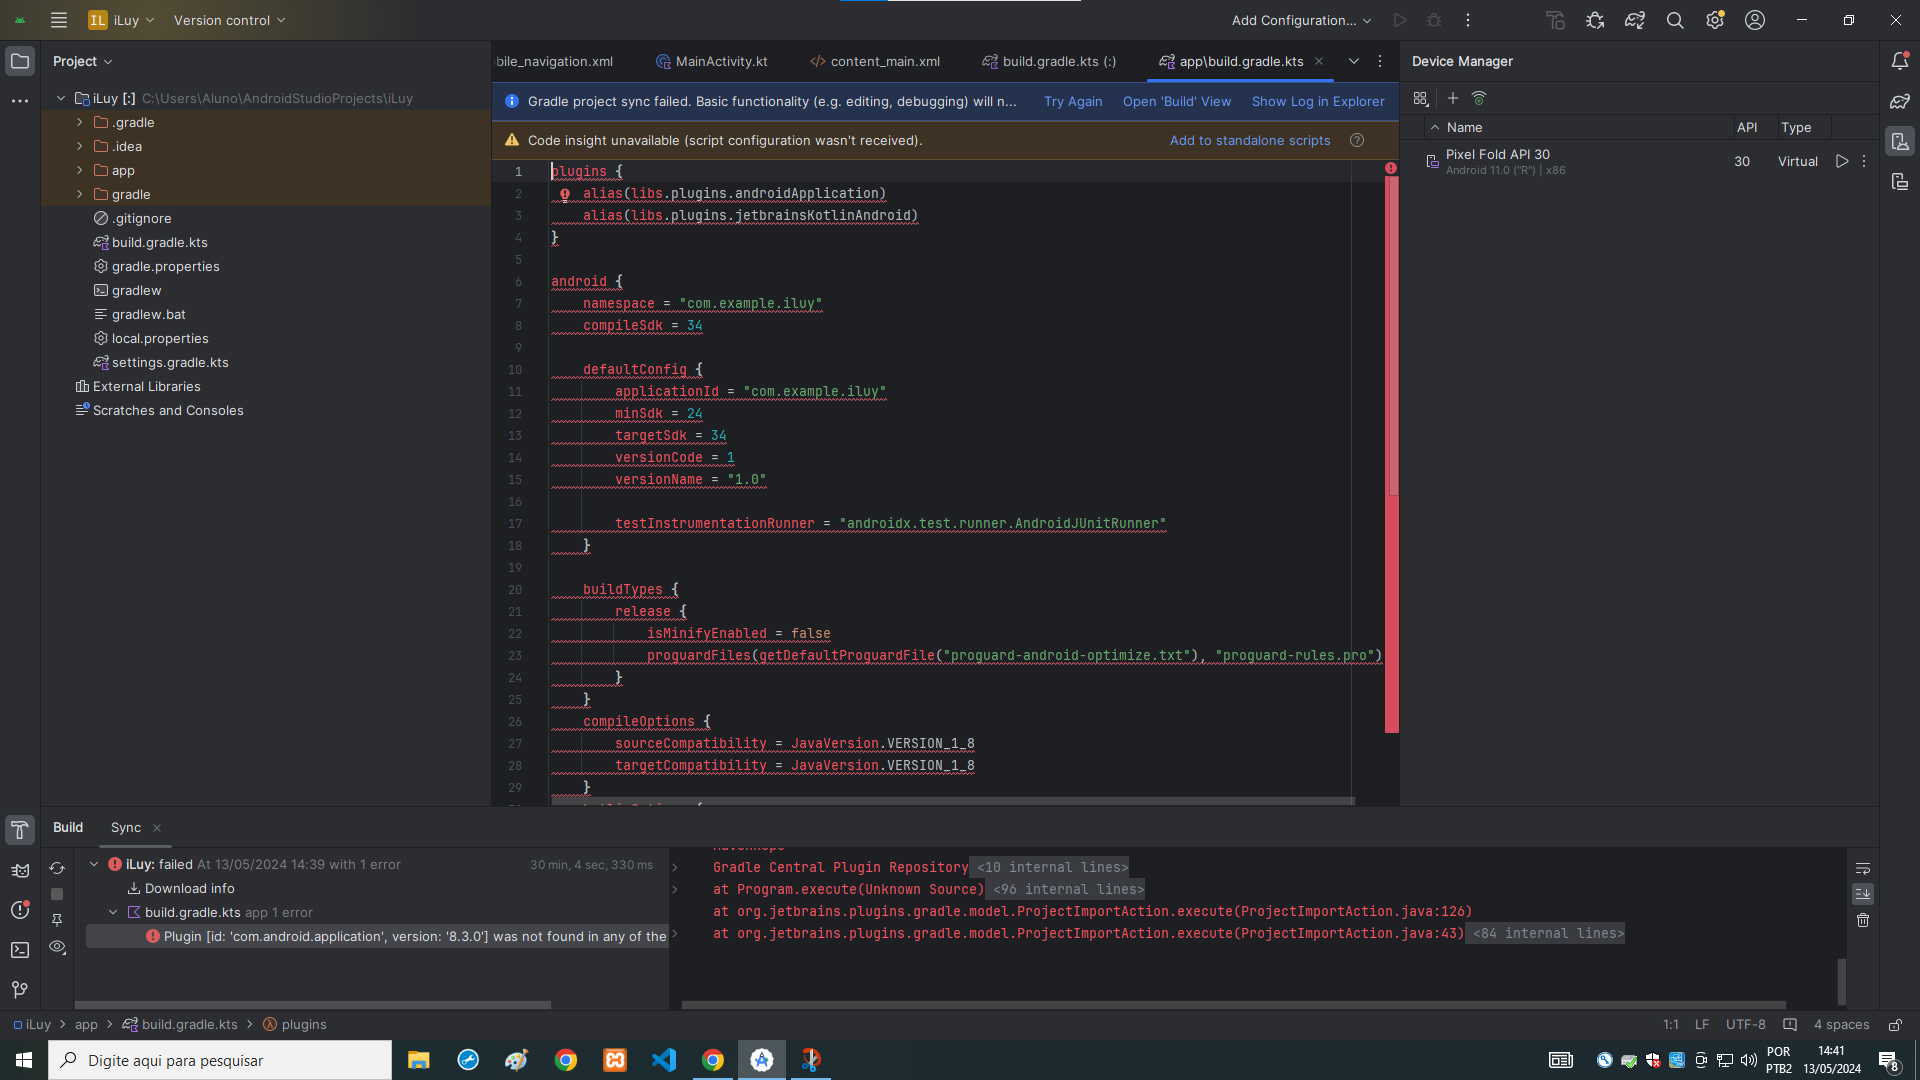 IL iLuy Version control Add Configuration...
Project
bile_navigation.xml MainActivity.kt content_main.xml build.gradle.kts (:) app\build.gradle.kts
Device Manager
Gradle project sync failed. Basic functionality (e.g. editing, debugging) will n... Try Again Open 'Build' View Show Log in Explorer
Code insight unavailable (script configuration wasn't received). Add to standalone scripts
iLuy [:] C:\Users\Aluno\AndroidStudioProjects\iLuy
.gradle
.idea
app
gradle
.gitignore
build.gradle.kts
gradle.properties
gradlew
gradlew.bat
local.properties
settings.gradle.kts
External Libraries
Scratches and Consoles
1 plugins {
2 alias(libs.plugins.androidApplication)
3 alias(libs.plugins.jetbrainsKotlinAndroid)
4 }
5
6 android {
7 namespace = "com.example.iluy"
8 compileSdk = 34
9
10 defaultConfig {
11 applicationId = "com.example.iluy"
12 minSdk = 24
13 targetSdk = 34
14 versionCode = 1
15 versionName = "1.0"
16
17 testInstrumentationRunner = "androidx.test.runner.AndroidJUnitRunner"
18 }
19
20 buildTypes {
21 release {
22 isMinifyEnabled = false
23 proguardFiles(getDefaultProguardFile("proguard-android-optimize.txt"), "proguard-rules.pro")
24 }
25 }
26 compileOptions {
27 sourceCompatibility = JavaVersion.VERSION_1_8
28 targetCompatibility = JavaVersion.VERSION_1_8
29 }
Name API Type
Pixel Fold API 30 30 Virtual
Android 11.0 ("R") | x86
Build Sync
iLuy: failed At 13/05/2024 14:39 with 1 error 30 min, 4 sec, 330 ms
Download info
build.gradle.kts app 1 error
Plugin [id: 'com.android.application', version: '8.3.0'] was not found in any of the
Gradle Central Plugin Repository <10 internal lines>
at Program.execute(Unknown Source) <96 internal lines>
at org.jetbrains.plugins.gradle.model.ProjectImportAction.execute(ProjectImportAction.java:126)
at org.jetbrains.plugins.gradle.model.ProjectImportAction.execute(ProjectImportAction.java:43) <84 internal lines>
iLuy app build.gradle.kts plugins
1:1 LF UTF-8 4 spaces
Digite aqui para pesquisar
POR
PTB2
14:41
13/05/2024
8